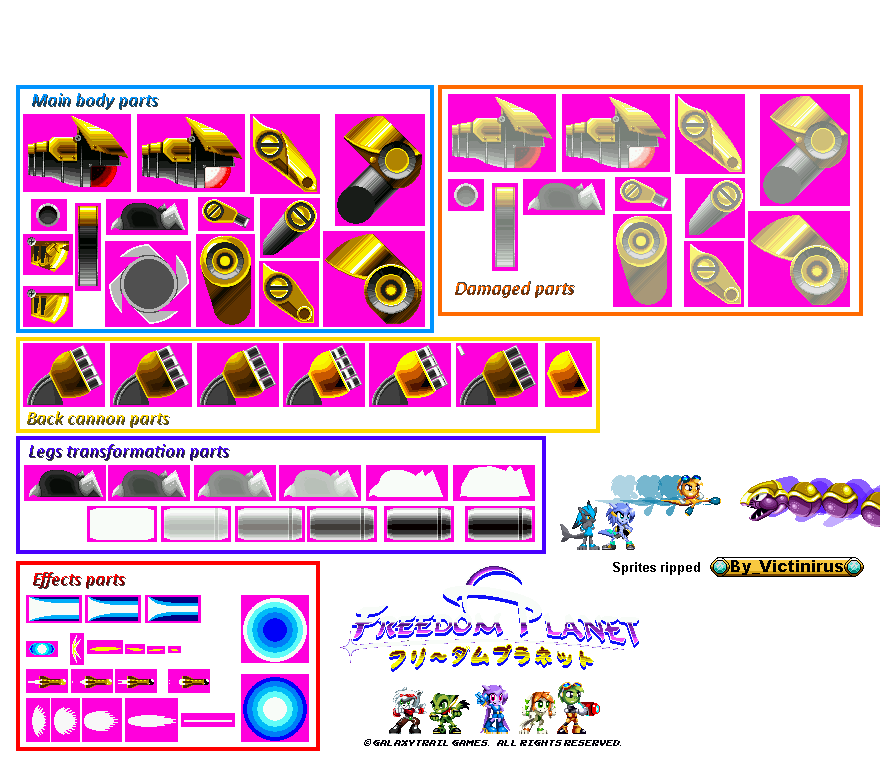 Main body parts
Damaged parts
Back cannon parts
Legs transformation parts
Sprites ripped By_Victinirus
Effects parts
FREEDOM PLANET
フリーダムプラネット
©GALAXYTRAIL GAMES. ALL RIGHTS RESERVED.